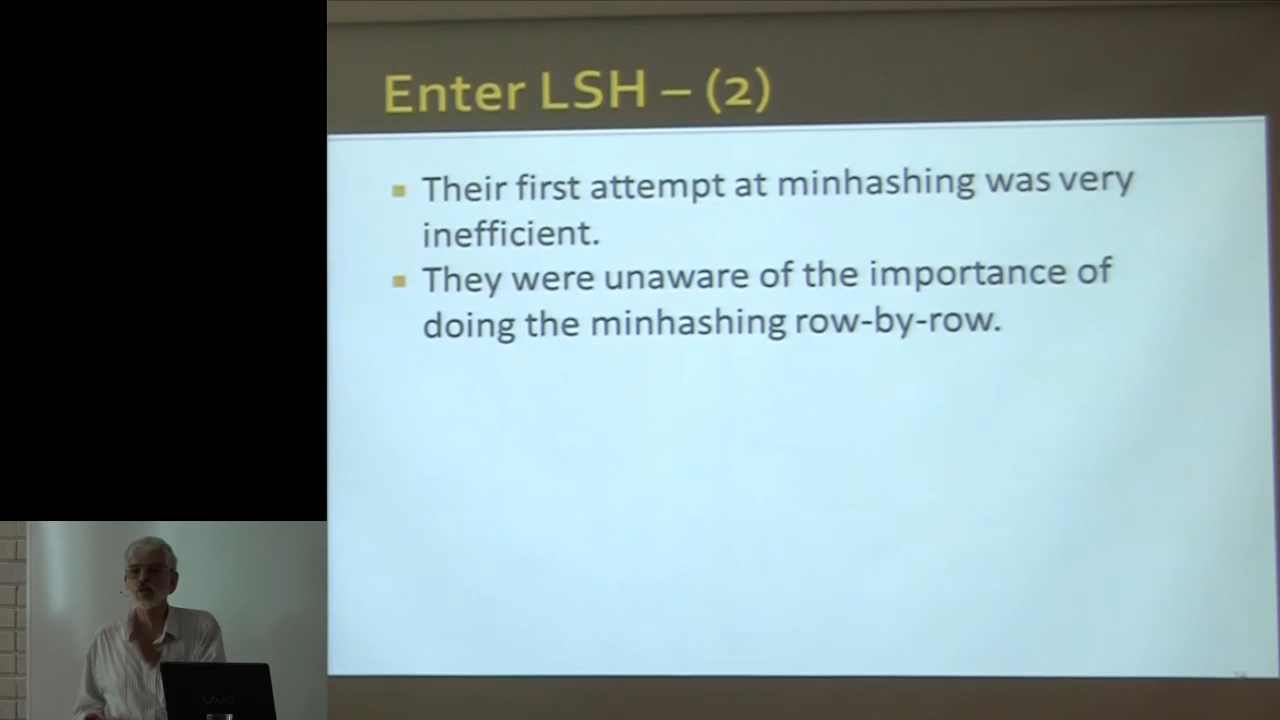 Enter LSH – (2)
Their first attempt at minhashing was very
inefficient.
They were unaware of the importance of
doing the minhashing row-by-row.
VAIO